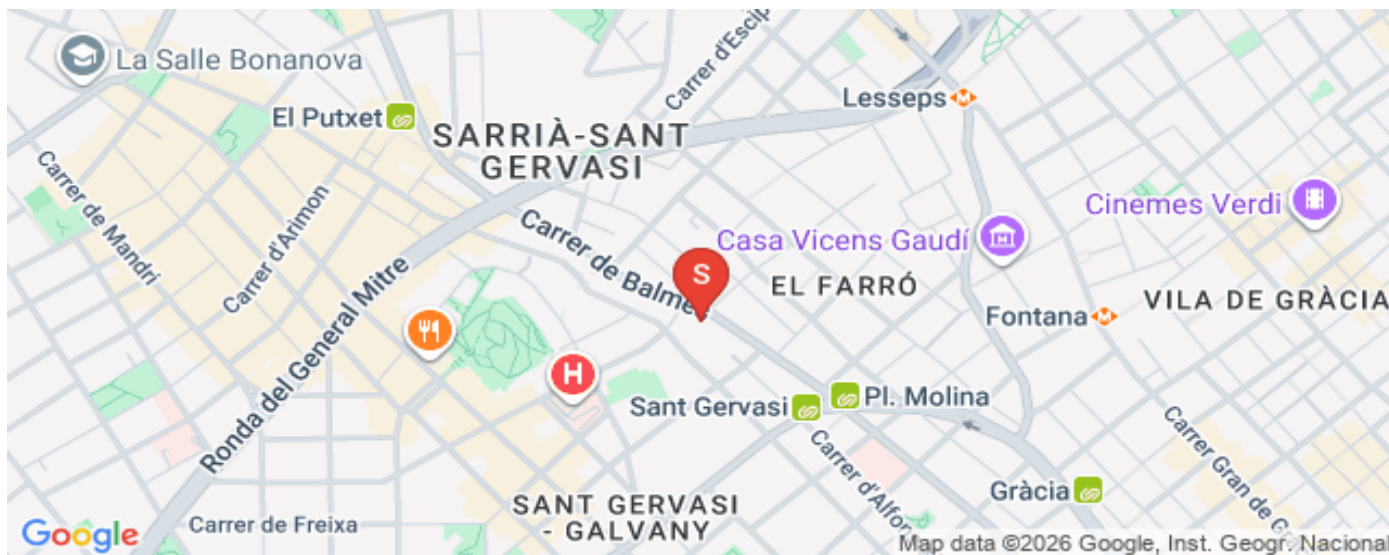 La Salle Bonanova
Carrer d'Escip
Lesseps
El Putxet
SARRIÀ-SANT
GERVASI
Carrer de Mandri
Carrer d'Arimon
Cinemes Verdi
Carrer de Balmes
Casa Vicens Gaudí
S
EL FARRÓ
VILA DE GRÀCIA
Ronda del General Mitre
Fontana
H
Sant Gervasi
Pl. Molina
Carrer d'Alfon
Carrer Gran de G
Gràcia
SANT GERVASI
- GALVANY
Carrer de Freixa
Google
Map data ©2026 Google, Inst. Geogr. Nacional